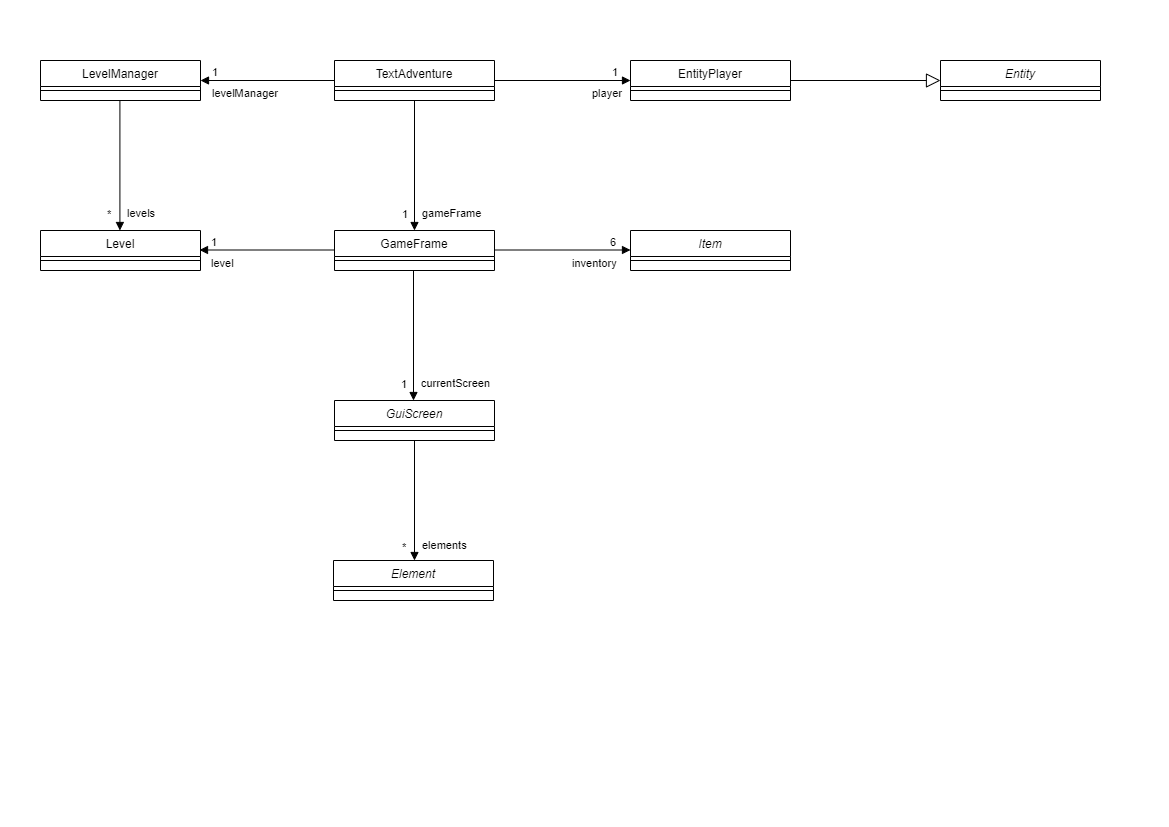 LevelManager
1
levelManager
TextAdventure
1
player
EntityPlayer
Entity
* levels
1 gameFrame
Level
1
level
GameFrame
6
inventory
Item
1 currentScreen
GuiScreen
* elements
Element